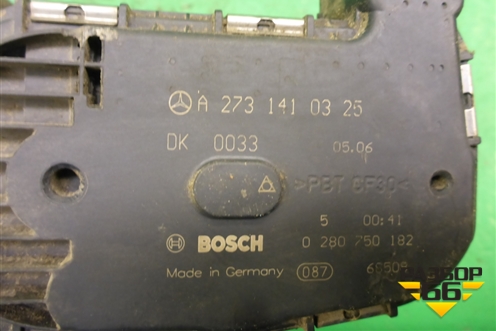 A 273 141 03 25
DK 0033 05.06
>PBT GF30<
5 00:41
BOSCH 0 280 750 182
Made in Germany 087
РАЗБОР
66